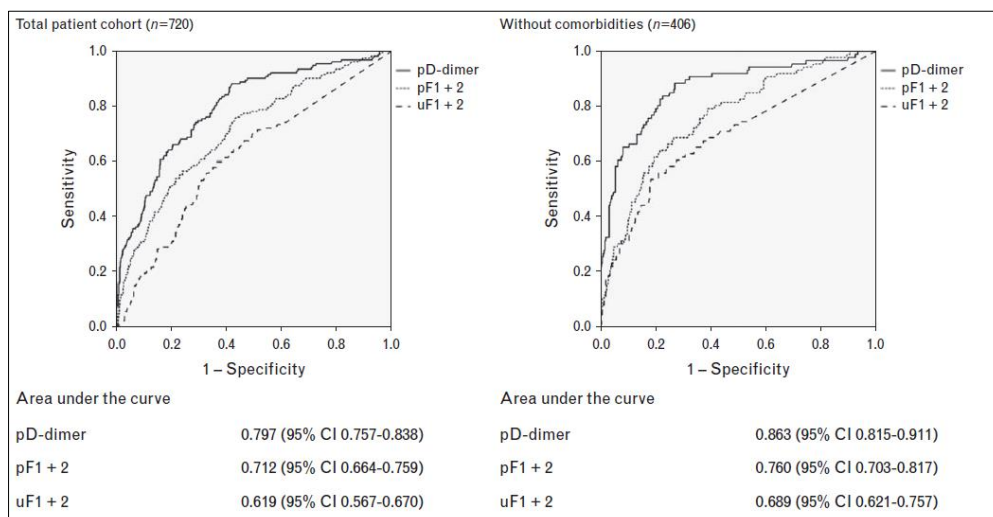 Total patient cohort (n=720)
1.0
0.8
0.6
0.4
0.2
0.0
Sensitivity
0.0 0.2 0.4 0.6 0.8 1.0
1 – Specificity
pD-dimer
pF1 + 2
uF1 + 2
Area under the curve
pD-dimer 0.797 (95% CI 0.757-0.838)
pF1 + 2 0.712 (95% CI 0.664-0.759)
uF1 + 2 0.619 (95% CI 0.567-0.670)
Without comorbidities (n=406)
1.0
0.8
0.6
0.4
0.2
0.0
Sensitivity
0.0 0.2 0.4 0.6 0.8 1.0
1 – Specificity
pD-dimer
pF1 + 2
uF1 + 2
Area under the curve
pD-dimer 0.863 (95% CI 0.815-0.911)
pF1 + 2 0.760 (95% CI 0.703-0.817)
uF1 + 2 0.689 (95% CI 0.621-0.757)